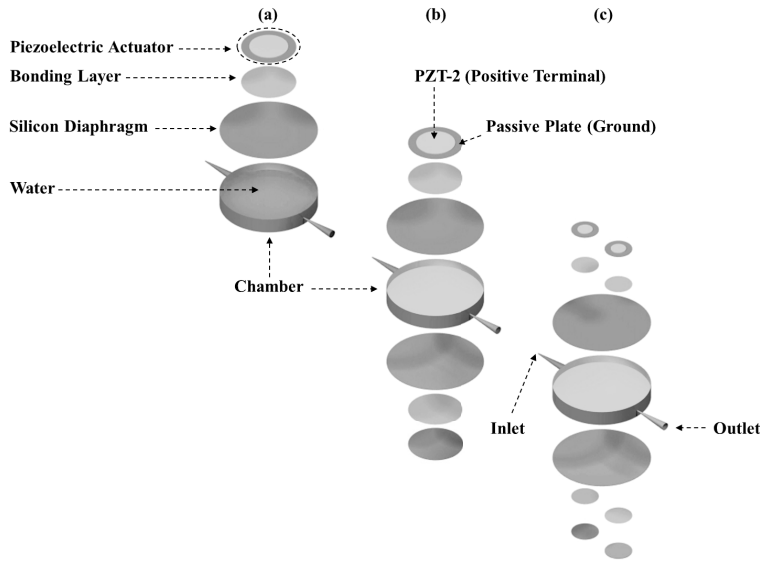 (a)
(b)
(c)
Piezoelectric Actuator
Bonding Layer
PZT-2 (Positive Terminal)
Silicon Diaphragm
Passive Plate (Ground)
Water
Chamber
Inlet
Outlet